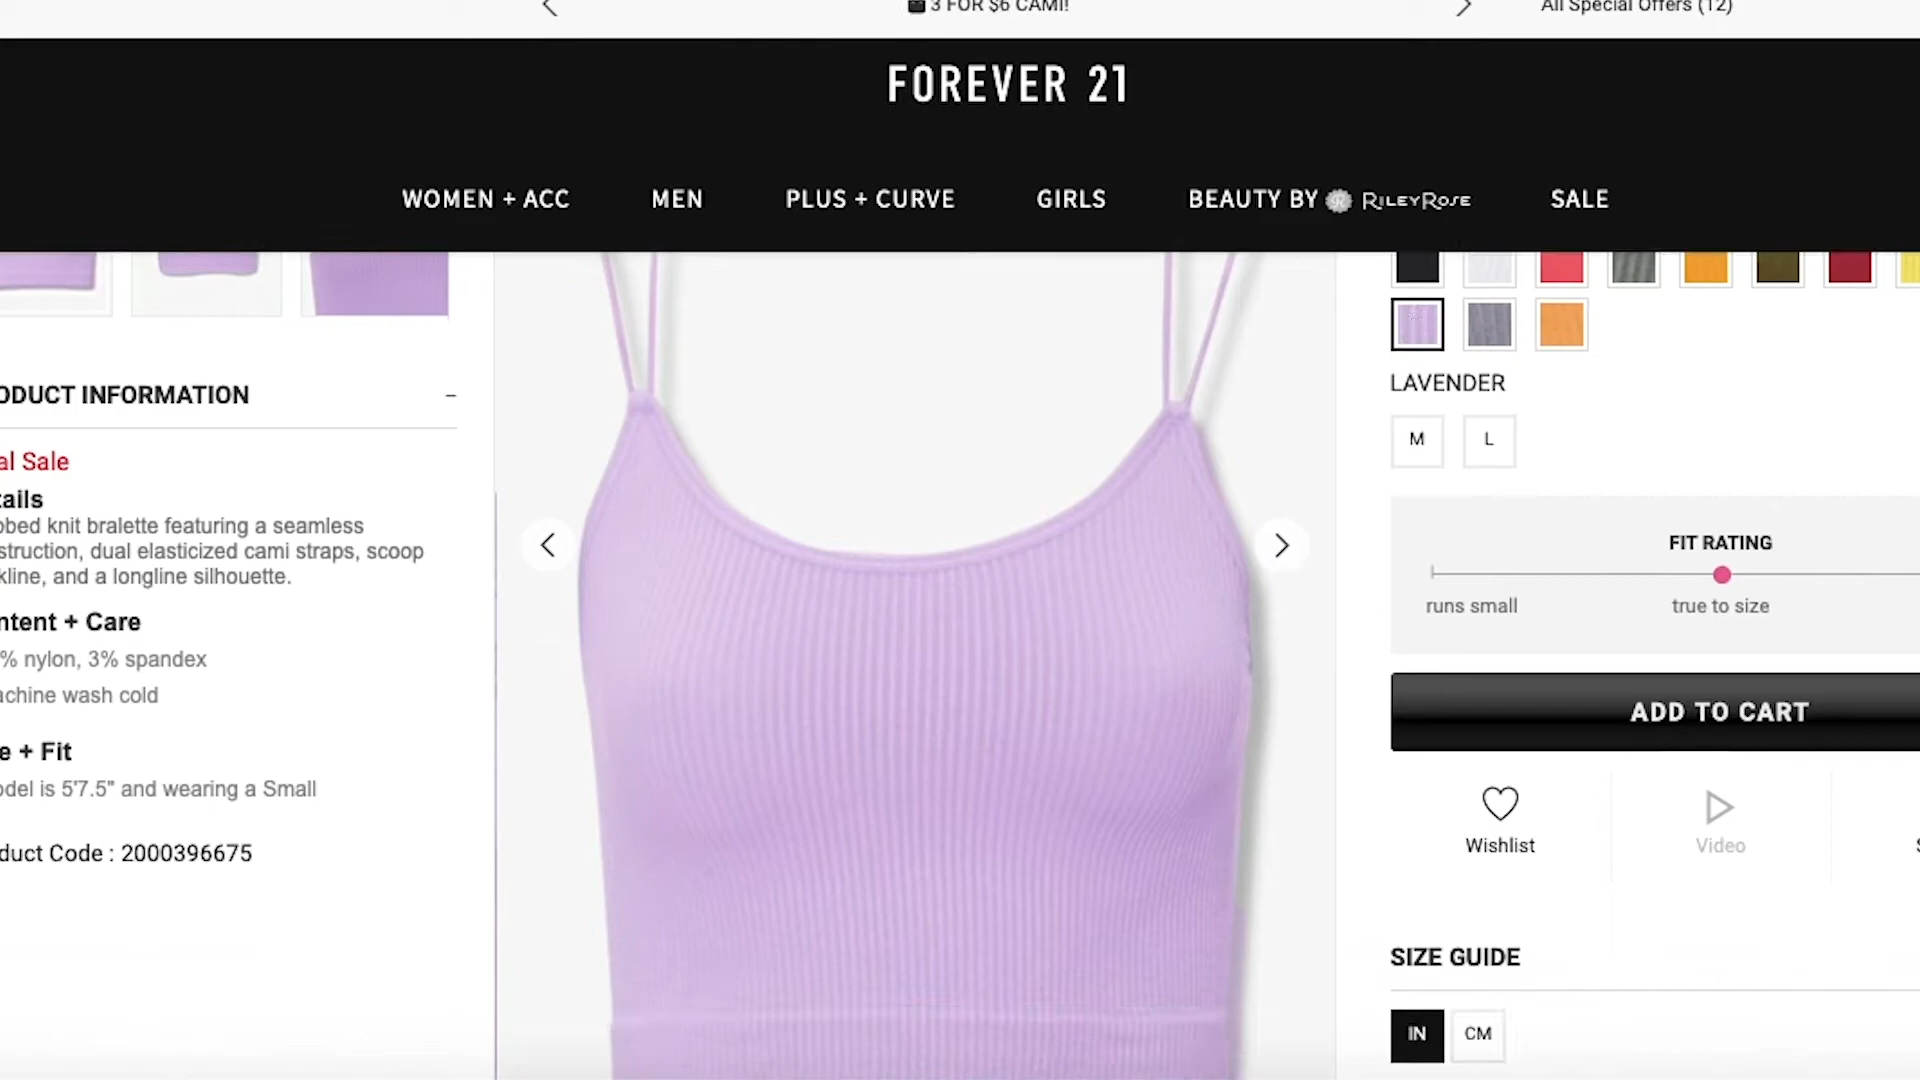 3 FOR $6 CAMI!
All Special Offers (12)
FOREVER 21
WOMEN + ACC
MEN
PLUS + CURVE
GIRLS
BEAUTY BY RILEYROSE
SALE
ODUCT INFORMATION
al Sale
tails
bbed knit bralette featuring a seamless
struction, dual elasticized cami straps, scoop
kline, and a longline silhouette.
ntent + Care
% nylon, 3% spandex
achine wash cold
e + Fit
odel is 5'7.5" and wearing a Small
duct Code : 2000396675
LAVENDER
M
L
FIT RATING
runs small
true to size
ADD TO CART
Wishlist
Video
SIZE GUIDE
IN
CM